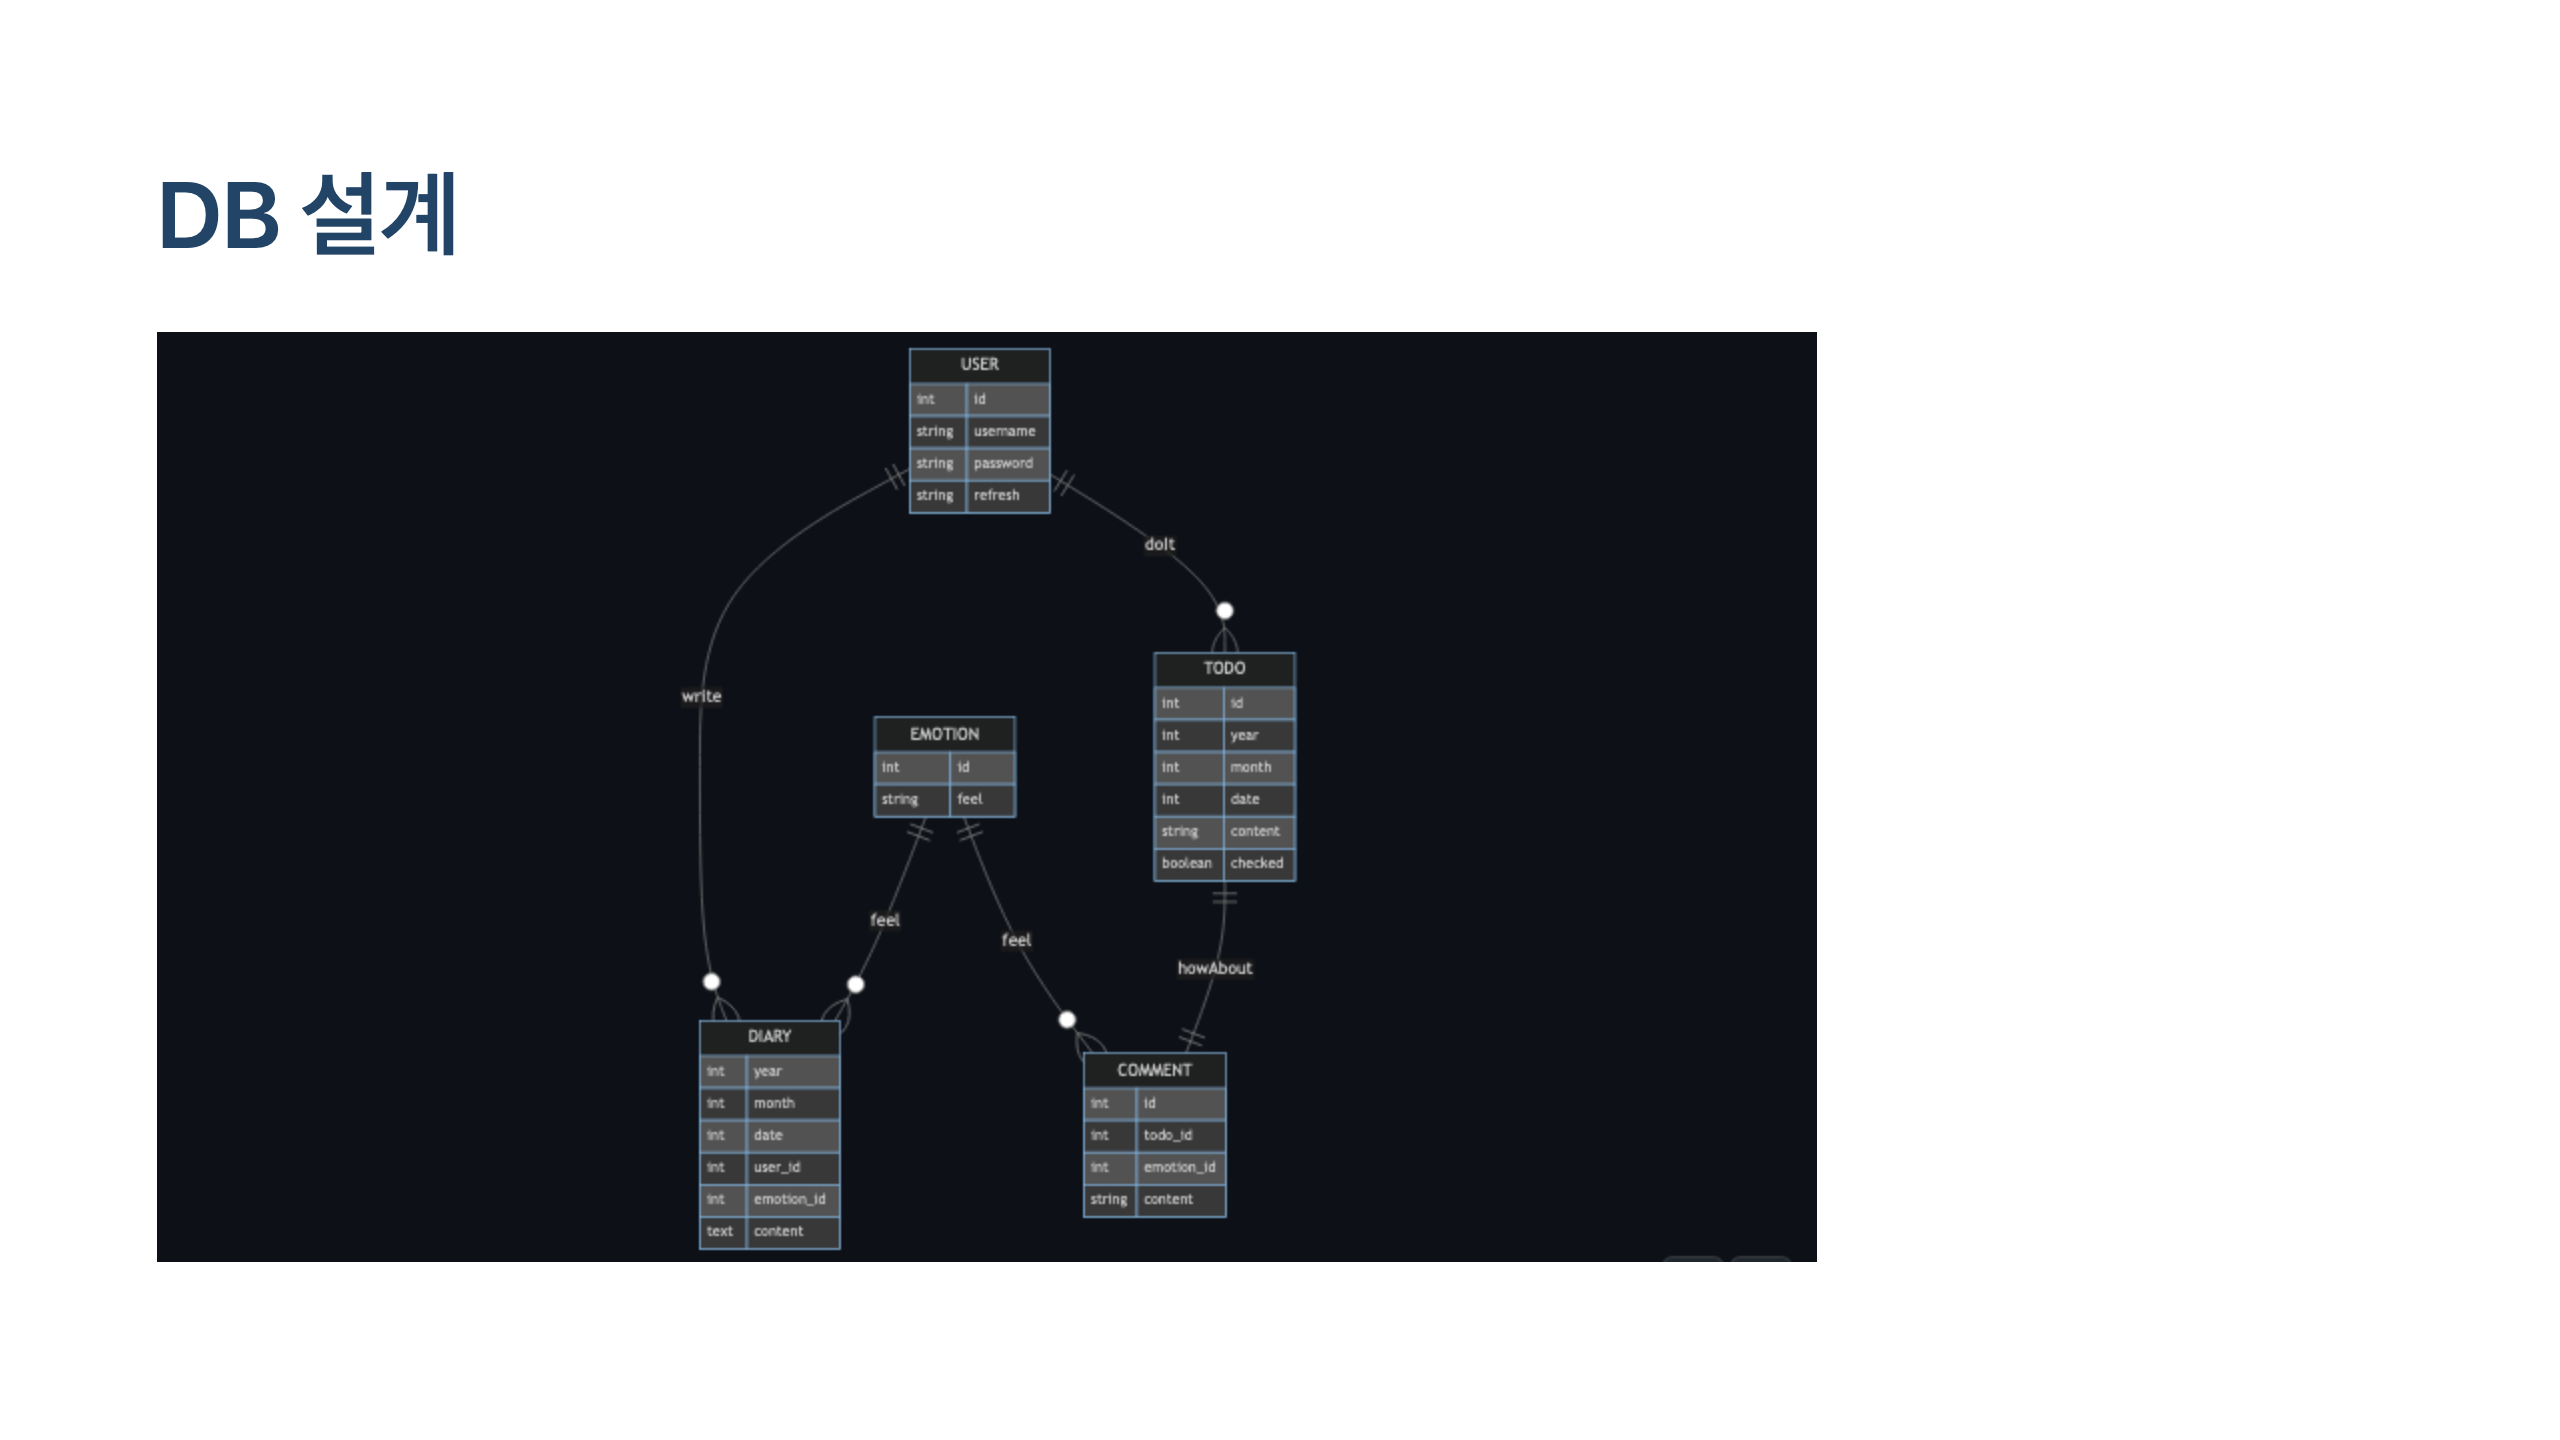 DB 설계
USER
int id
string username
string password
string refresh
doIt
write
TODO
int id
int year
int month
int date
string content
boolean checked
EMOTION
int id
string feel
feel
feel
howAbout
DIARY
int year
int month
int date
int user_id
int emotion_id
text content
COMMENT
int id
int todo_id
int emotion_id
string content